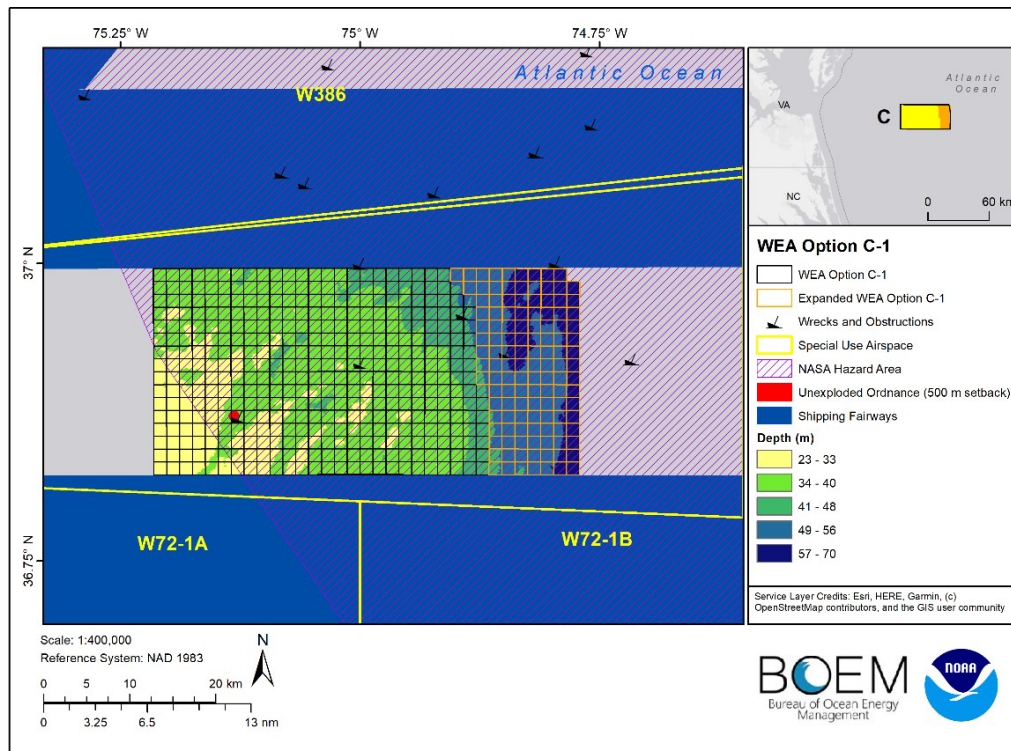 75.25° W
75° W
74.75° W
37° N
36.75° N
Atlantic Ocean
W386
W72-1A
W72-1B
Atlantic
Ocean
VA
C
NC
0 60 km
WEA Option C-1
WEA Option C-1
Expanded WEA Option C-1
Wrecks and Obstructions
Special Use Airspace
NASA Hazard Area
Unexploded Ordnance (500 m setback)
Shipping Fairways
Depth (m)
23 - 33
34 - 40
41 - 48
49 - 56
57 - 70
Service Layer Credits: Esri, HERE, Garmin, (c)
OpenStreetMap contributors, and the GIS user community
Scale: 1:400,000
Reference System: NAD 1983
N
0 5 10 20 km
0 3.25 6.5 13 nm
BOEM
Bureau of Ocean Energy
Management
NOAA